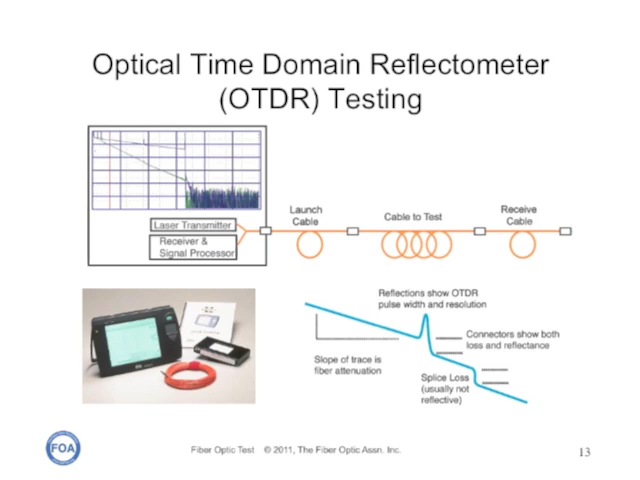 Optical Time Domain Reflectometer
(OTDR) Testing
Laser Transmitter
Receiver &
Signal Processor
Launch
Cable
Cable to Test
Receive
Cable
Reflections show OTDR
pulse width and resolution
Connectors show both
loss and reflectance
Slope of trace is
fiber attenuation
Splice Loss
(usually not
reflective)
FOA
Fiber Optic Test © 2011, The Fiber Optic Assn. Inc.
13